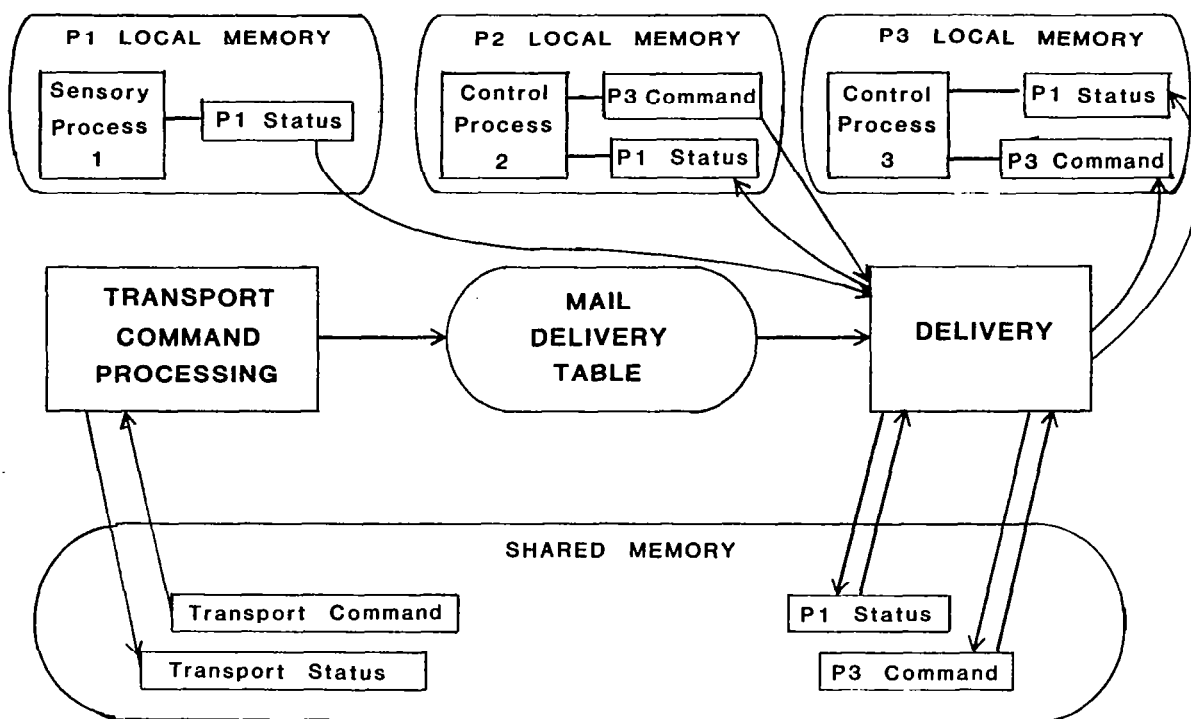 P1 LOCAL MEMORY
Sensory
Process
1
P1 Status
P2 LOCAL MEMORY
Control
Process
2
P3 Command
P1 Status
P3 LOCAL MEMORY
Control
Process
3
P1 Status
P3 Command
TRANSPORT
COMMAND
PROCESSING
MAIL
DELIVERY
TABLE
DELIVERY
SHARED MEMORY
Transport Command
Transport Status
P1 Status
P3 Command